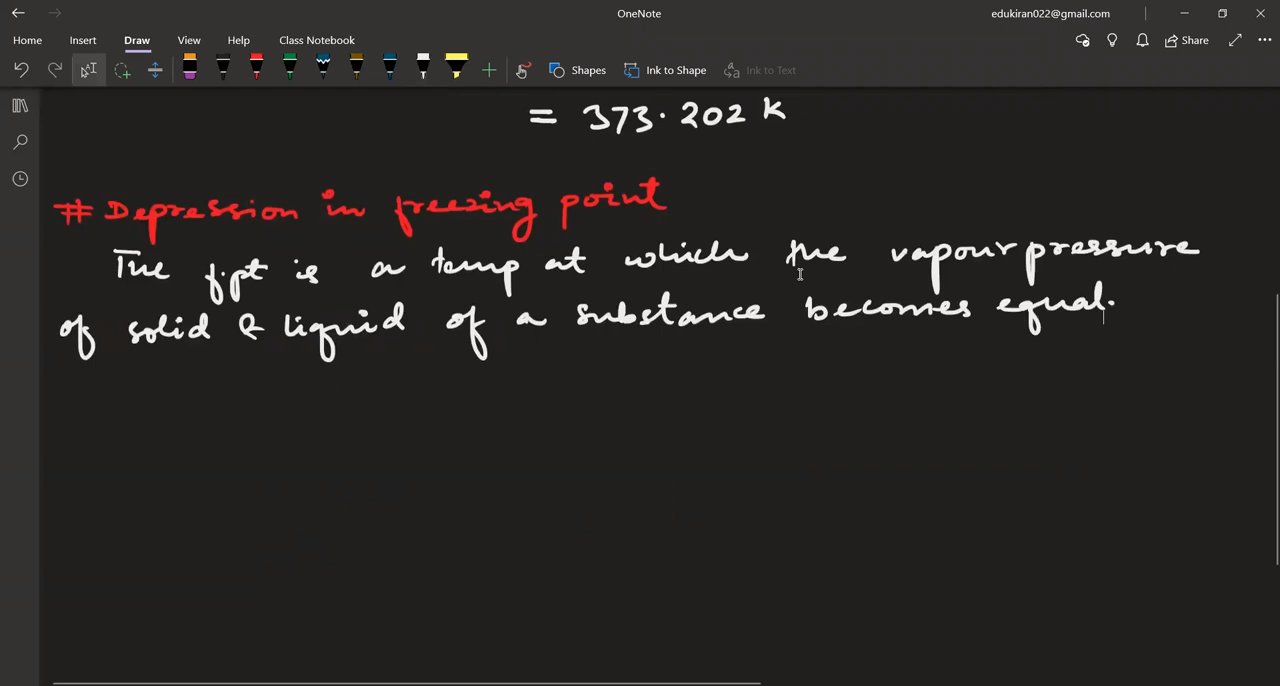 OneNote
edukiran022@gmail.com
Home Insert Draw View Help Class Notebook
Share
Shapes Ink to Shape Ink to Text
= 373.202 K
# Depression in freezing point
The f.pt is a temp at which the vapour pressure
of solid & liquid of a substance becomes equal.